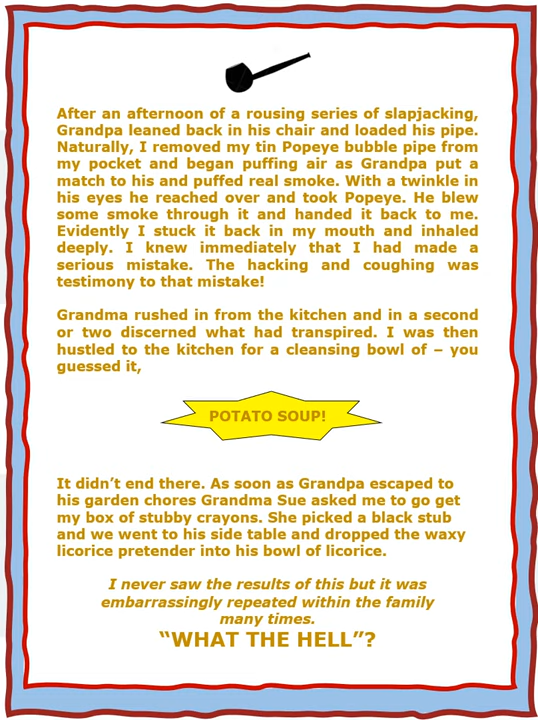 After an afternoon of a rousing series of slapjacking,
Grandpa leaned back in his chair and loaded his pipe.
Naturally, I removed my tin Popeye bubble pipe from
my pocket and began puffing air as Grandpa put a
match to his and puffed real smoke. With a twinkle in
his eyes he reached over and took Popeye. He blew
some smoke through it and handed it back to me.
Evidently I stuck it back in my mouth and inhaled
deeply. I knew immediately that I had made a
serious mistake. The hacking and coughing was
testimony to that mistake!
Grandma rushed in from the kitchen and in a second
or two discerned what had transpired. I was then
hustled to the kitchen for a cleansing bowl of – you
guessed it,
POTATO SOUP!
It didn’t end there. As soon as Grandpa escaped to
his garden chores Grandma Sue asked me to go get
my box of stubby crayons. She picked a black stub
and we went to his side table and dropped the waxy
licorice pretender into his bowl of licorice.
I never saw the results of this but it was
embarrassingly repeated within the family
many times.
“WHAT THE HELL”?